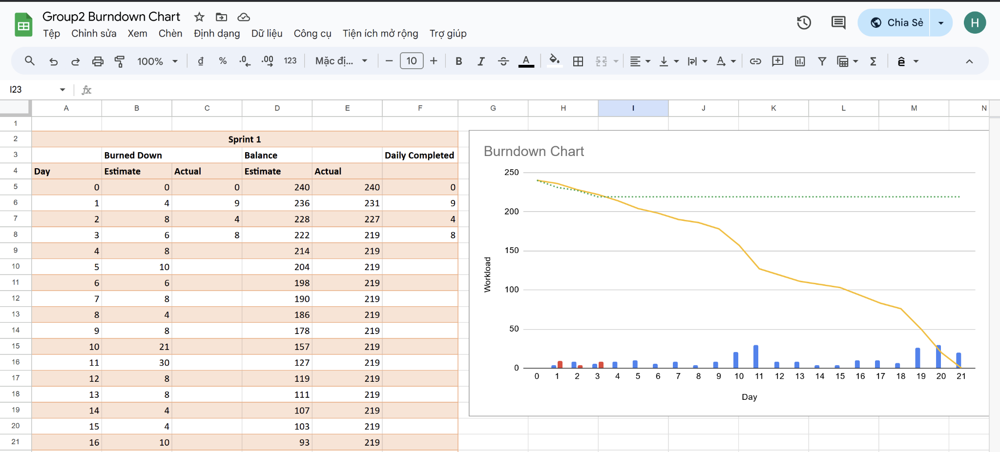 Group2 Burndown Chart
Tệp Chỉnh sửa Xem Chèn Định dạng Dữ liệu Công cụ Tiện ích mở rộng Trợ giúp
Chia Sẻ
H
100% đ % .0 .00 123 Mặc đị... 10 B I A ê
I23 fx
A B C D E F G H I J K L M N
1
2 Sprint 1
3 Burned Down Balance Daily Completed
4 Day Estimate Actual Estimate Actual
5 0 0 0 240 240 0
6 1 4 9 236 231 9
7 2 8 4 228 227 4
8 3 6 8 222 219 8
9 4 8 214 219
10 5 10 204 219
11 6 6 198 219
12 7 8 190 219
13 8 4 186 219
14 9 8 178 219
15 10 21 157 219
16 11 30 127 219
17 12 8 119 219
18 13 8 111 219
19 14 4 107 219
20 15 4 103 219
21 16 10 93 219
Burndown Chart
250
200
150
100
50
0
Workload
0 1 2 3 4 5 6 7 8 9 10 11 12 13 14 15 16 17 18 19 20 21
Day